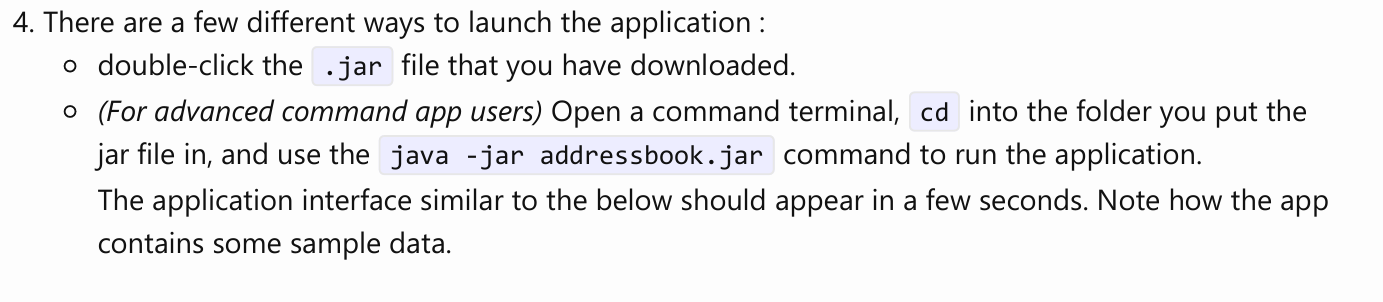 4. There are a few different ways to launch the application :
○ double-click the .jar file that you have downloaded.
○ (For advanced command app users) Open a command terminal, cd into the folder you put the
jar file in, and use the java -jar addressbook.jar command to run the application.
The application interface similar to the below should appear in a few seconds. Note how the app
contains some sample data.